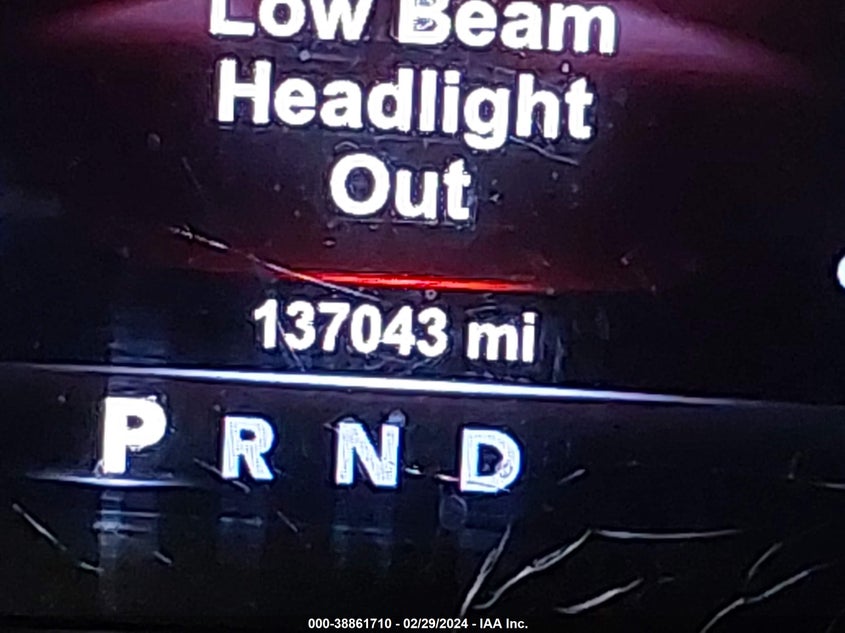 Low Beam
Headlight
Out
137043 mi
P R N D
000-38861710 - 02/29/2024 - IAA Inc.